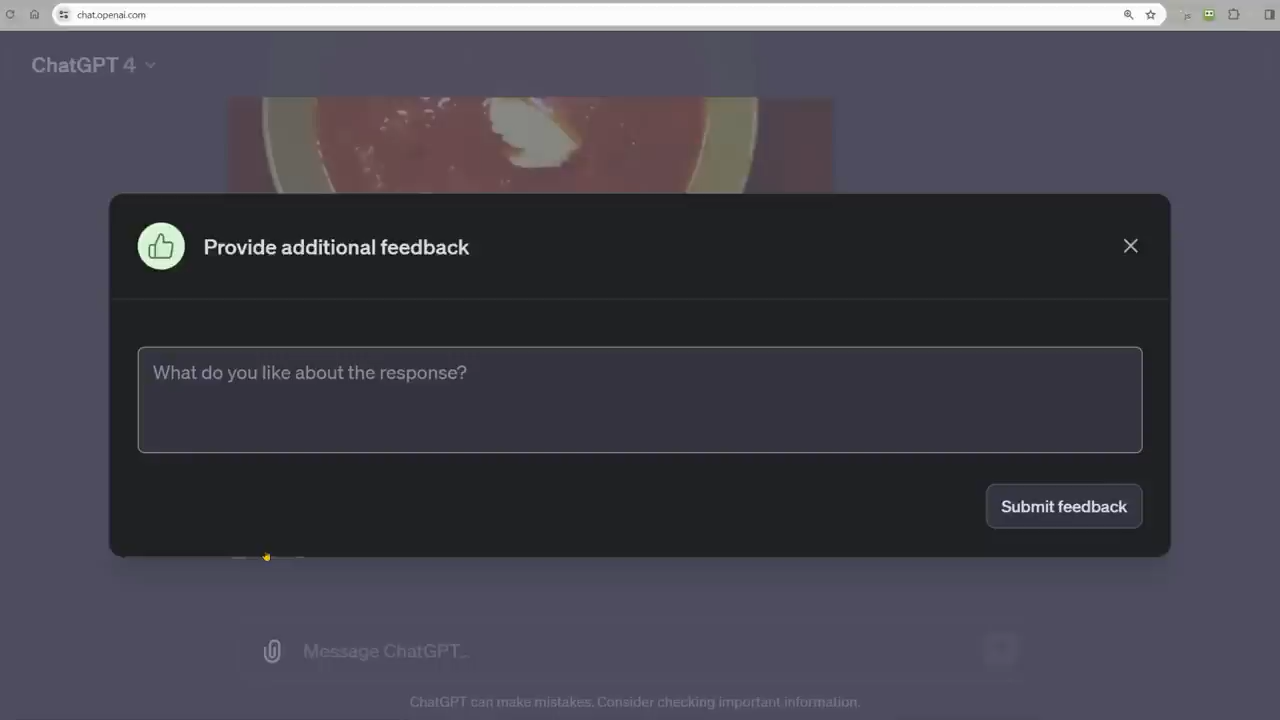 chat.openai.com
ChatGPT 4
Provide additional feedback
What do you like about the response?
Submit feedback
Message ChatGPT...
ChatGPT can make mistakes. Consider checking important information.